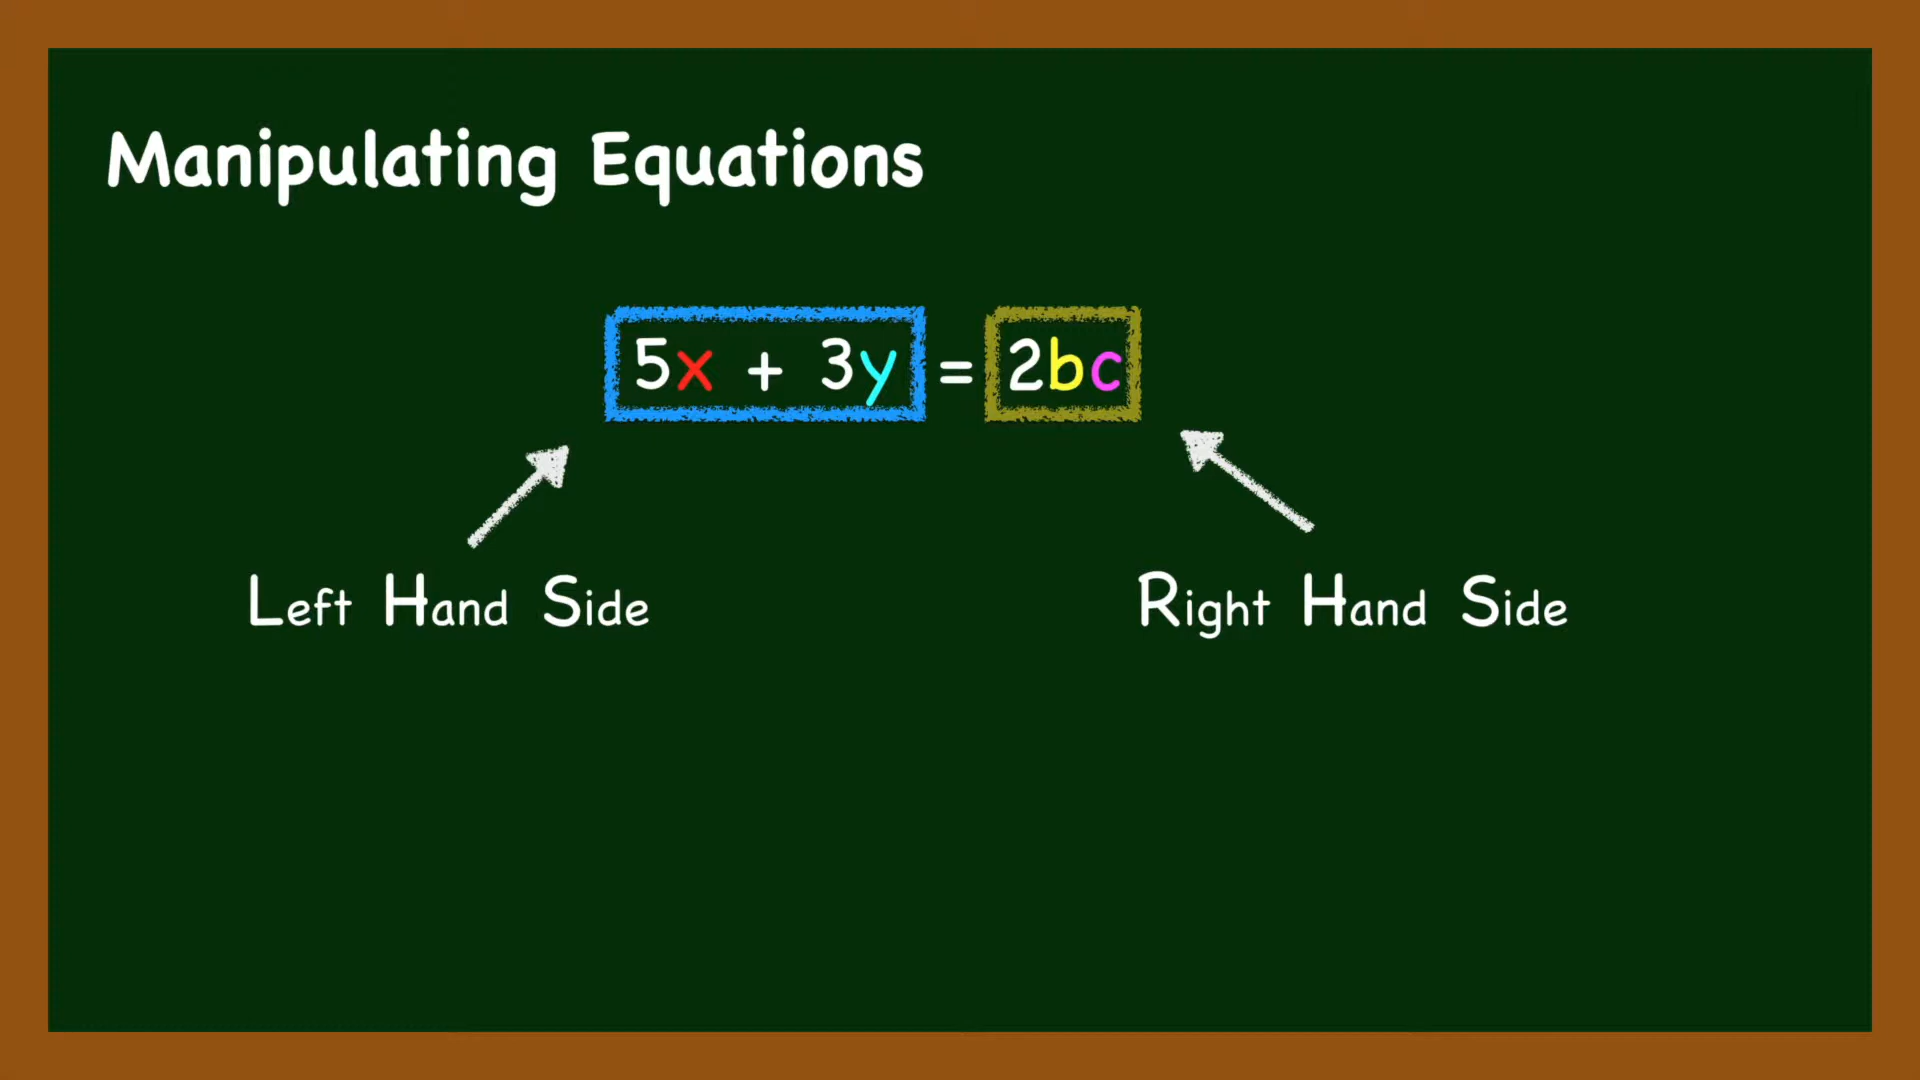 Manipulating Equations
5x + 3y = 2bc
Left Hand Side
Right Hand Side